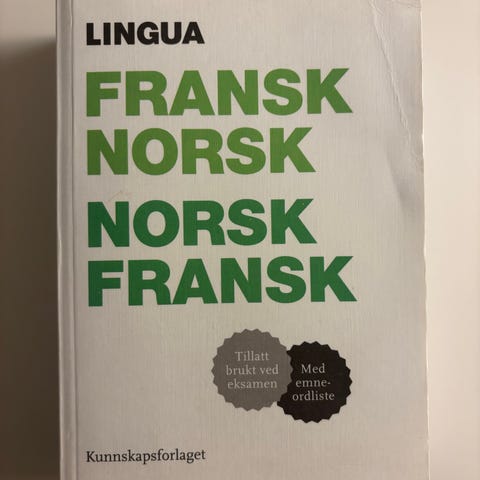 LINGUA
FRANSK
NORSK
NORSK
FRANSK
Tillatt
brukt ved
eksamen
Med
emne-
ordliste
Kunnskapsforlaget